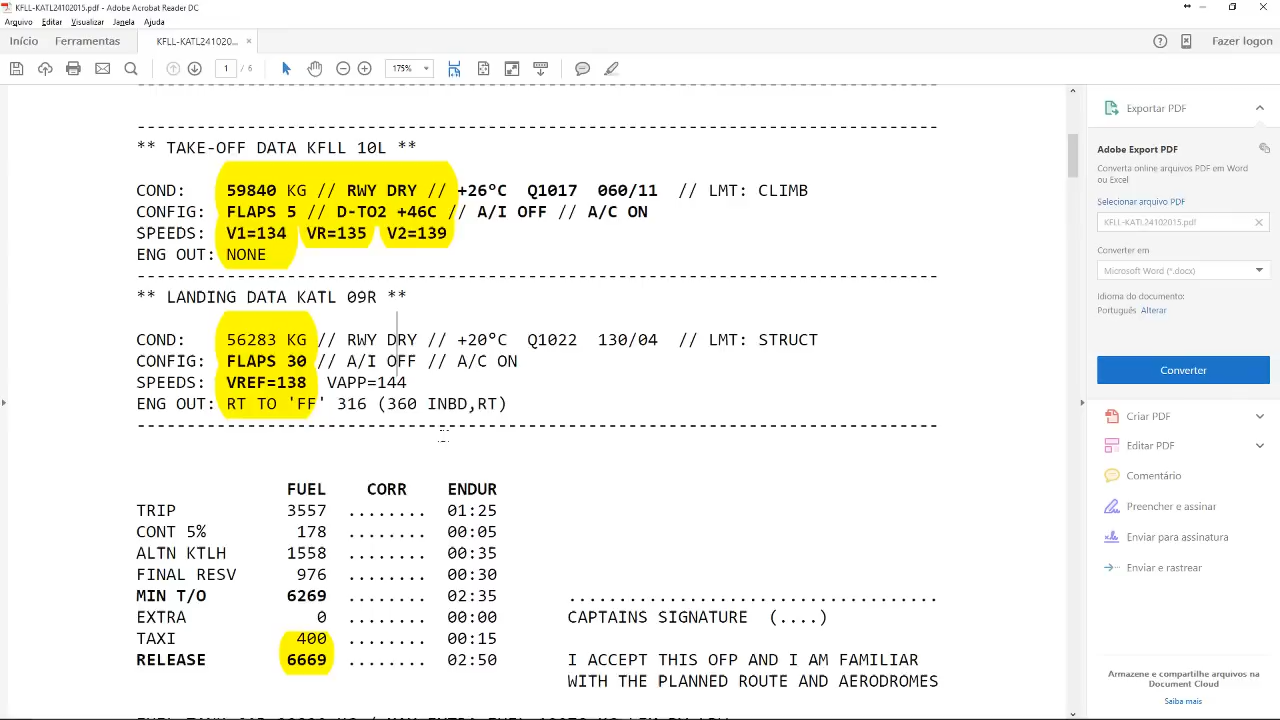 KFLL-KATL24102015.pdf - Adobe Acrobat Reader DC
Arquivo Editar Visualizar Janela Ajuda
Início Ferramentas KFLL-KATL241020... × Fazer logon
1 / 6 175%
** TAKE-OFF DATA KFLL 10L **
COND: 59840 KG // RWY DRY // +26ºC Q1017 060/11 // LMT: CLIMB
CONFIG: FLAPS 5 // D-TO2 +46C // A/I OFF // A/C ON
SPEEDS: V1=134 VR=135 V2=139
ENG OUT: NONE
** LANDING DATA KATL 09R **
COND: 56283 KG // RWY DRY // +20ºC Q1022 130/04 // LMT: STRUCT
CONFIG: FLAPS 30 // A/I OFF // A/C ON
SPEEDS: VREF=138 VAPP=144
ENG OUT: RT TO 'FF' 316 (360 INBD,RT)
FUEL CORR ENDUR
TRIP 3557 ........ 01:25
CONT 5% 178 ........ 00:05
ALTN KTLH 1558 ........ 00:35
FINAL RESV 976 ........ 00:30
MIN T/O 6269 ........ 02:35 .....................................
EXTRA 0 ........ 00:00 CAPTAINS SIGNATURE (....)
TAXI 400 ........ 00:15
RELEASE 6669 ........ 02:50 I ACCEPT THIS OFP AND I AM FAMILIAR
WITH THE PLANNED ROUTE AND AERODROMES
Exportar PDF
Adobe Export PDF
Converta online arquivos PDF em Word
ou Excel
Selecionar arquivo PDF
KFLL-KATL24102015.pdf ×
Converter em
Microsoft Word (*.docx)
Idioma do documento:
Português Alterar
Converter
Criar PDF
Editar PDF
Comentário
Preencher e assinar
Enviar para assinatura
Enviar e rastrear
Armazene e compartilhe arquivos na
Document Cloud
Saiba mais